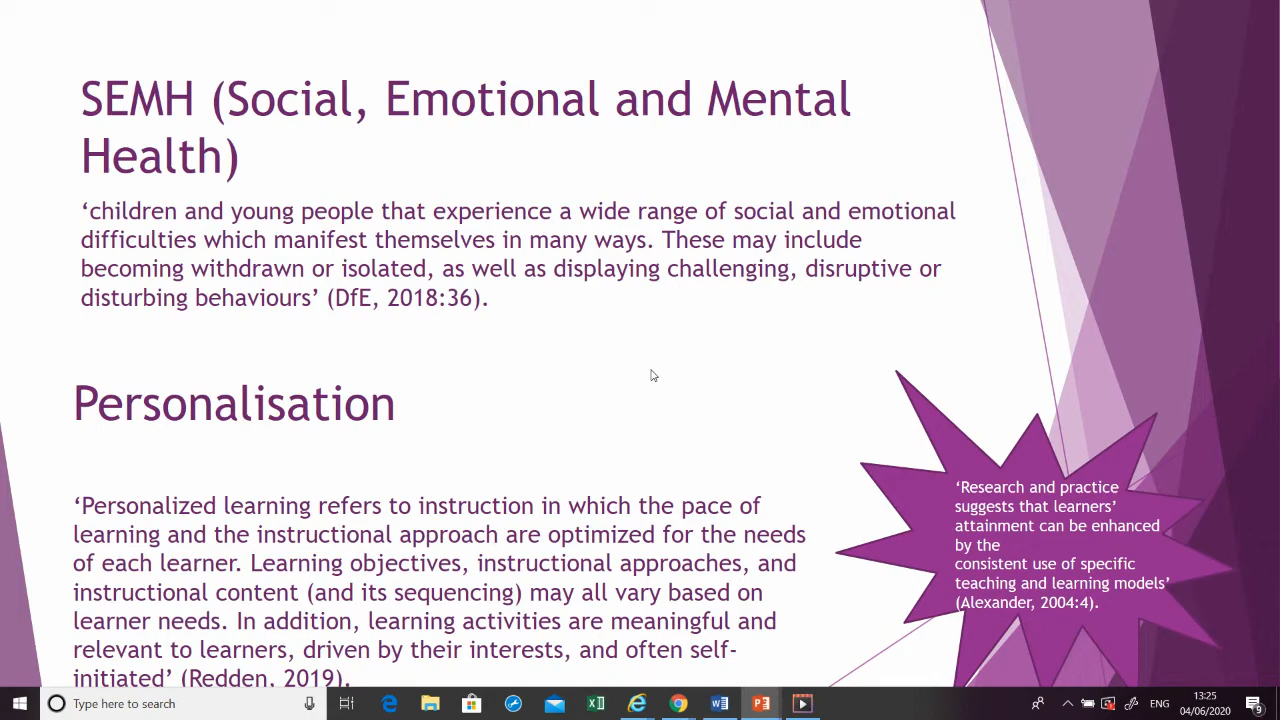 SEMH (Social, Emotional and Mental
Health)
‘children and young people that experience a wide range of social and emotional
difficulties which manifest themselves in many ways. These may include
becoming withdrawn or isolated, as well as displaying challenging, disruptive or
disturbing behaviours’ (DfE, 2018:36).
Personalisation
‘Personalized learning refers to instruction in which the pace of
learning and the instructional approach are optimized for the needs
of each learner. Learning objectives, instructional approaches, and
instructional content (and its sequencing) may all vary based on
learner needs. In addition, learning activities are meaningful and
relevant to learners, driven by their interests, and often self-
initiated’ (Redden, 2019).
‘Research and practice
suggests that learners’
attainment can be enhanced
by the
consistent use of specific
teaching and learning models’
(Alexander, 2004:4).
Type here to search
ENG
13:25
04/06/2020
9